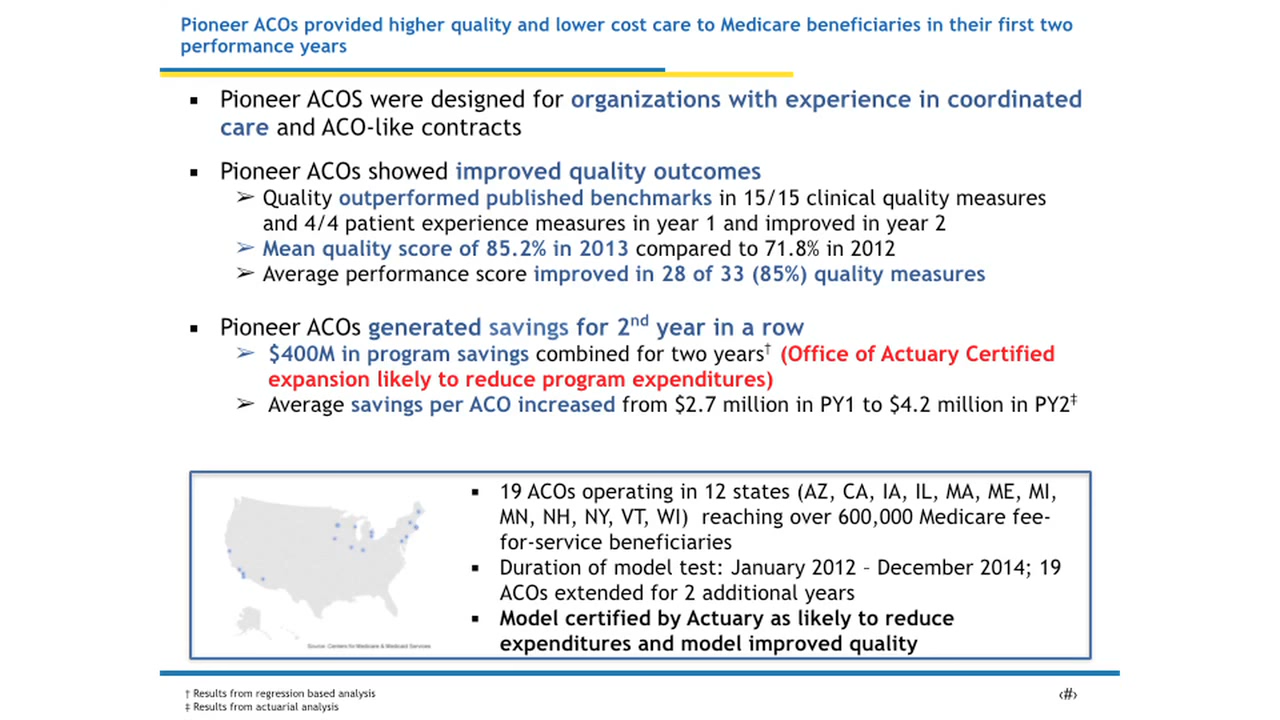 Pioneer ACOs provided higher quality and lower cost care to Medicare beneficiaries in their first two
performance years
▪ Pioneer ACOS were designed for organizations with experience in coordinated
care and ACO-like contracts
▪ Pioneer ACOs showed improved quality outcomes
➢ Quality outperformed published benchmarks in 15/15 clinical quality measures
and 4/4 patient experience measures in year 1 and improved in year 2
➢ Mean quality score of 85.2% in 2013 compared to 71.8% in 2012
➢ Average performance score improved in 28 of 33 (85%) quality measures
▪ Pioneer ACOs generated savings for 2nd year in a row
➢ $400M in program savings combined for two years† (Office of Actuary Certified
expansion likely to reduce program expenditures)
➢ Average savings per ACO increased from $2.7 million in PY1 to $4.2 million in PY2‡
▪ 19 ACOs operating in 12 states (AZ, CA, IA, IL, MA, ME, MI,
MN, NH, NY, VT, WI) reaching over 600,000 Medicare fee-
for-service beneficiaries
▪ Duration of model test: January 2012 – December 2014; 19
ACOs extended for 2 additional years
▪ Model certified by Actuary as likely to reduce
expenditures and model improved quality
Source: Centers for Medicare & Medicaid Services
† Results from regression based analysis
‡ Results from actuarial analysis
‹#›